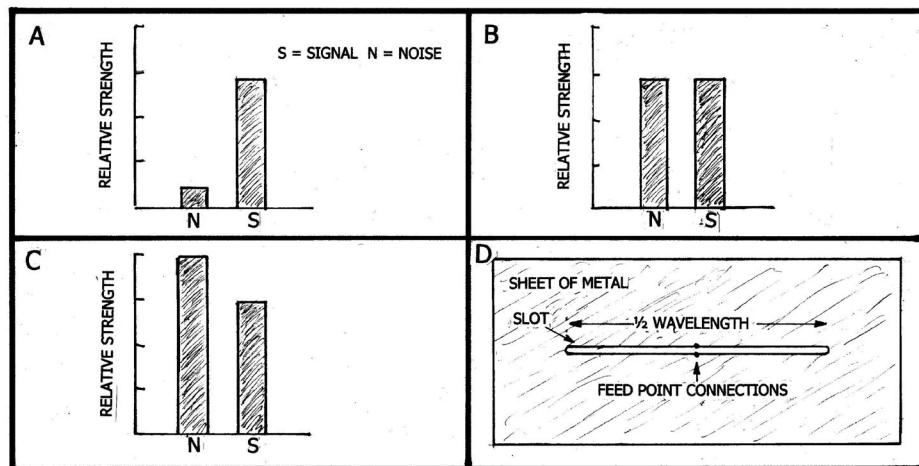 A
S = SIGNAL N = NOISE
RELATIVE STRENGTH
N S
B
RELATIVE STRENGTH
N S
C
RELATIVE STRENGTH
N S
D
SHEET OF METAL
SLOT
½ WAVELENGTH
FEED POINT CONNECTIONS